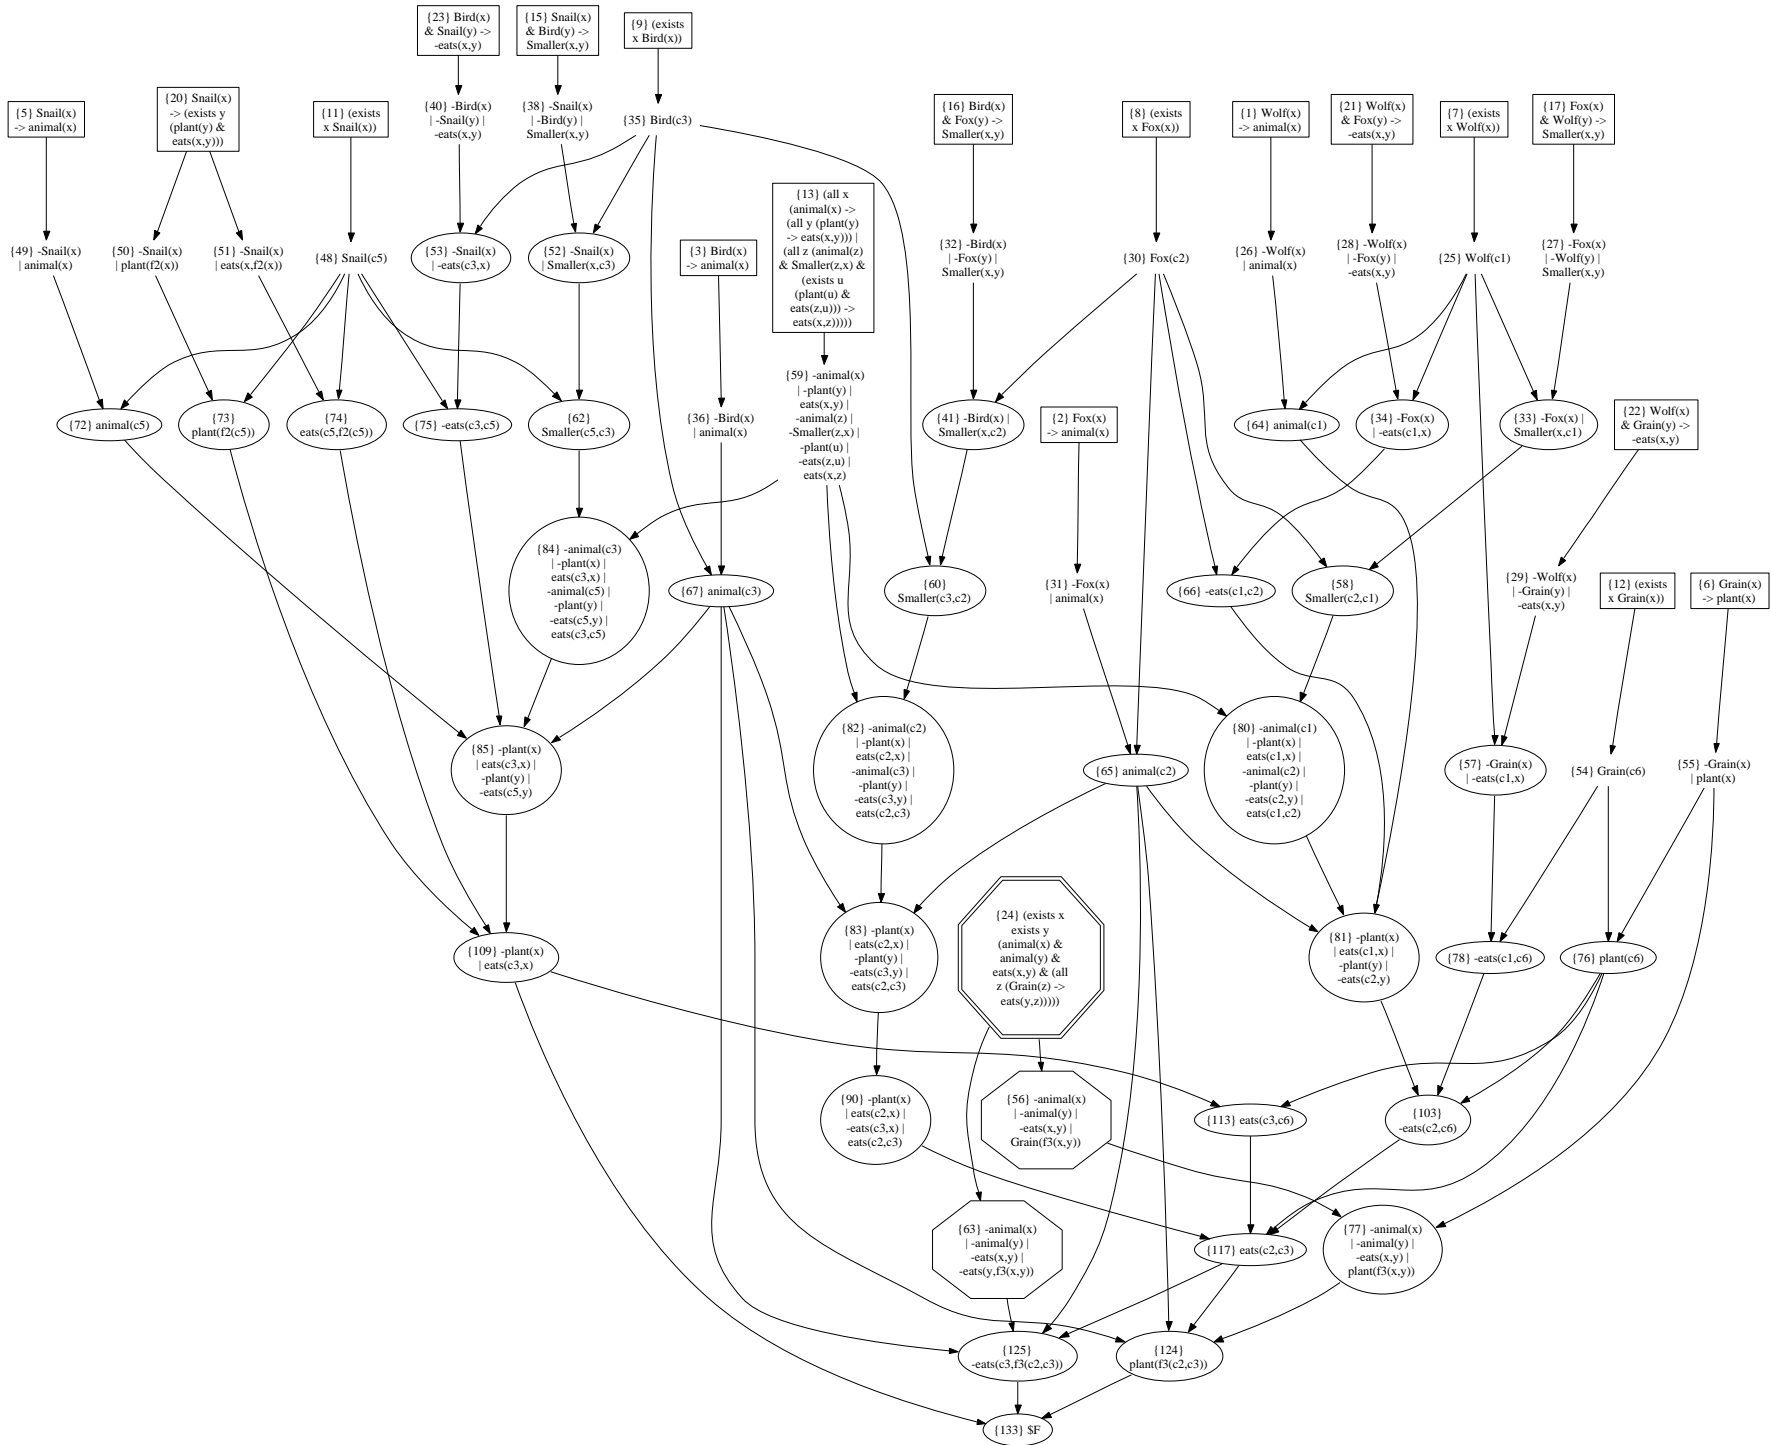 {23} Bird(x)
& Snail(y) ->
-eats(x,y)
{15} Snail(x)
& Bird(y) ->
Smaller(x,y)
{9} (exists
x Bird(x))
{5} Snail(x)
-> animal(x)
{20} Snail(x)
-> (exists y
(plant(y) &
eats(x,y)))
{11} (exists
x Snail(x))
{40} -Bird(x)
| -Snail(y) |
-eats(x,y)
{38} -Snail(x)
| -Bird(y) |
Smaller(x,y)
{35} Bird(c3)
{16} Bird(x)
& Fox(y) ->
Smaller(x,y)
{8} (exists
x Fox(x))
{1} Wolf(x)
-> animal(x)
{21} Wolf(x)
& Fox(y) ->
-eats(x,y)
{7} (exists
x Wolf(x))
{17} Fox(x)
& Wolf(y) ->
Smaller(x,y)
{13} (all x
(animal(x) ->
(all y (plant(y)
-> eats(x,y))) |
(all z (animal(z)
& Smaller(z,x) &
(exists u
(plant(u) &
eats(z,u))) ->
eats(x,z)))))
{49} -Snail(x)
| animal(x)
{50} -Snail(x)
| plant(f2(x))
{51} -Snail(x)
| eats(x,f2(x))
{48} Snail(c5)
{53} -Snail(x)
| -eats(c3,x)
{52} -Snail(x)
| Smaller(x,c3)
{3} Bird(x)
-> animal(x)
{32} -Bird(x)
| -Fox(y) |
Smaller(x,y)
{30} Fox(c2)
{26} -Wolf(x)
| animal(x)
{28} -Wolf(x)
| -Fox(y) |
-eats(x,y)
{25} Wolf(c1)
{27} -Fox(x)
| -Wolf(y) |
Smaller(x,y)
{72} animal(c5)
{73}
plant(f2(c5))
{74}
eats(c5,f2(c5))
{75} -eats(c3,c5)
{62}
Smaller(c5,c3)
{36} -Bird(x)
| animal(x)
{59} -animal(x)
| -plant(y) |
eats(x,y) |
-animal(z) |
-Smaller(z,x) |
-plant(u) |
-eats(z,u) |
eats(x,z)
{41} -Bird(x) |
Smaller(x,c2)
{2} Fox(x)
-> animal(x)
{64} animal(c1)
{34} -Fox(x)
| -eats(c1,x)
{33} -Fox(x) |
Smaller(x,c1)
{22} Wolf(x)
& Grain(y) ->
-eats(x,y)
{84} -animal(c3)
| -plant(x) |
eats(c3,x) |
-animal(c5) |
-plant(y) |
-eats(c5,y) |
eats(c3,c5)
{67} animal(c3)
{60}
Smaller(c3,c2)
{31} -Fox(x)
| animal(x)
{66} -eats(c1,c2)
{58}
Smaller(c2,c1)
{29} -Wolf(x)
| -Grain(y) |
-eats(x,y)
{12} (exists
x Grain(x))
{6} Grain(x)
-> plant(x)
{85} -plant(x)
| eats(c3,x) |
-plant(y) |
-eats(c5,y)
{82} -animal(c2)
| -plant(x) |
eats(c2,x) |
-animal(c3) |
-plant(y) |
-eats(c3,y) |
eats(c2,c3)
{65} animal(c2)
{80} -animal(c1)
| -plant(x) |
eats(c1,x) |
-animal(c2) |
-plant(y) |
-eats(c2,y) |
eats(c1,c2)
{57} -Grain(x)
| -eats(c1,x)
{54} Grain(c6)
{55} -Grain(x)
| plant(x)
{109} -plant(x)
| eats(c3,x)
{83} -plant(x)
| eats(c2,x) |
-plant(y) |
-eats(c3,y) |
eats(c2,c3)
{24} (exists x
exists y
(animal(x) &
animal(y) &
eats(x,y) & (all
z (Grain(z) ->
eats(y,z)))))
{81} -plant(x)
| eats(c1,x) |
-plant(y) |
-eats(c2,y)
{78} -eats(c1,c6)
{76} plant(c6)
{90} -plant(x)
| eats(c2,x) |
-eats(c3,x) |
eats(c2,c3)
{56} -animal(x)
| -animal(y) |
-eats(x,y) |
Grain(f3(x,y))
{113} eats(c3,c6)
{103}
-eats(c2,c6)
{63} -animal(x)
| -animal(y) |
-eats(x,y) |
-eats(y,f3(x,y))
{117} eats(c2,c3)
{77} -animal(x)
| -animal(y) |
-eats(x,y) |
plant(f3(x,y))
{125}
-eats(c3,f3(c2,c3))
{124}
plant(f3(c2,c3))
{133} $F